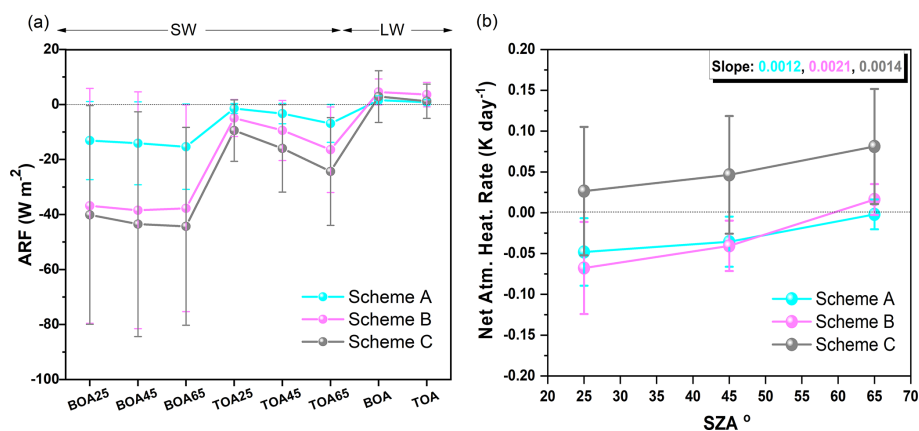 (a)
SW
LW
20
0
-20
-40
-60
-80
-100
ARF (W m⁻²)
Scheme A
Scheme B
Scheme C
BOA25
BOA45
BOA65
TOA25
TOA45
TOA65
BOA
TOA
(b)
0.20
0.15
0.10
0.05
0.00
-0.05
-0.10
-0.15
-0.20
Net Atm. Heat. Rate (K day⁻¹)
Slope: 0.0012, 0.0021, 0.0014
Scheme A
Scheme B
Scheme C
20 25 30 35 40 45 50 55 60 65 70
SZA °